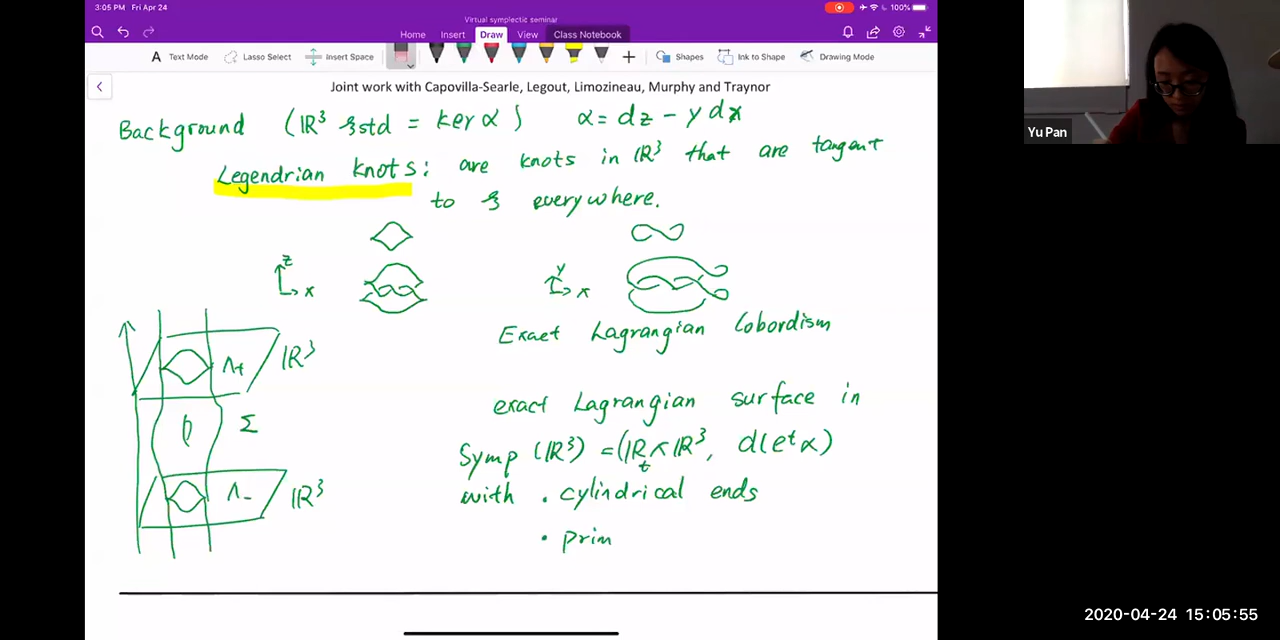 3:05 PM Fri Apr 24
100%
Virtual symplectic seminar
Home Insert Draw View Class Notebook
Text Mode Lasso Select Insert Space Shapes Ink to Shape Drawing Mode
Joint work with Capovilla-Searle, Legout, Limozineau, Murphy and Traynor
Background (ℝ³ ξstd = ker α) α = dz - y dx
Legendrian knots: are knots in ℝ³ that are tangent
to ξ everywhere.
z
x
y
x
Exact Lagrangian Cobordism
Λ+ ℝ³
Σ
Λ- ℝ³
exact Lagrangian surface in
Symp (ℝ³) = (ℝt × ℝ³, d(e^t α)
with · cylindrical ends
· prim
Yu Pan
2020-04-24 15:05:55